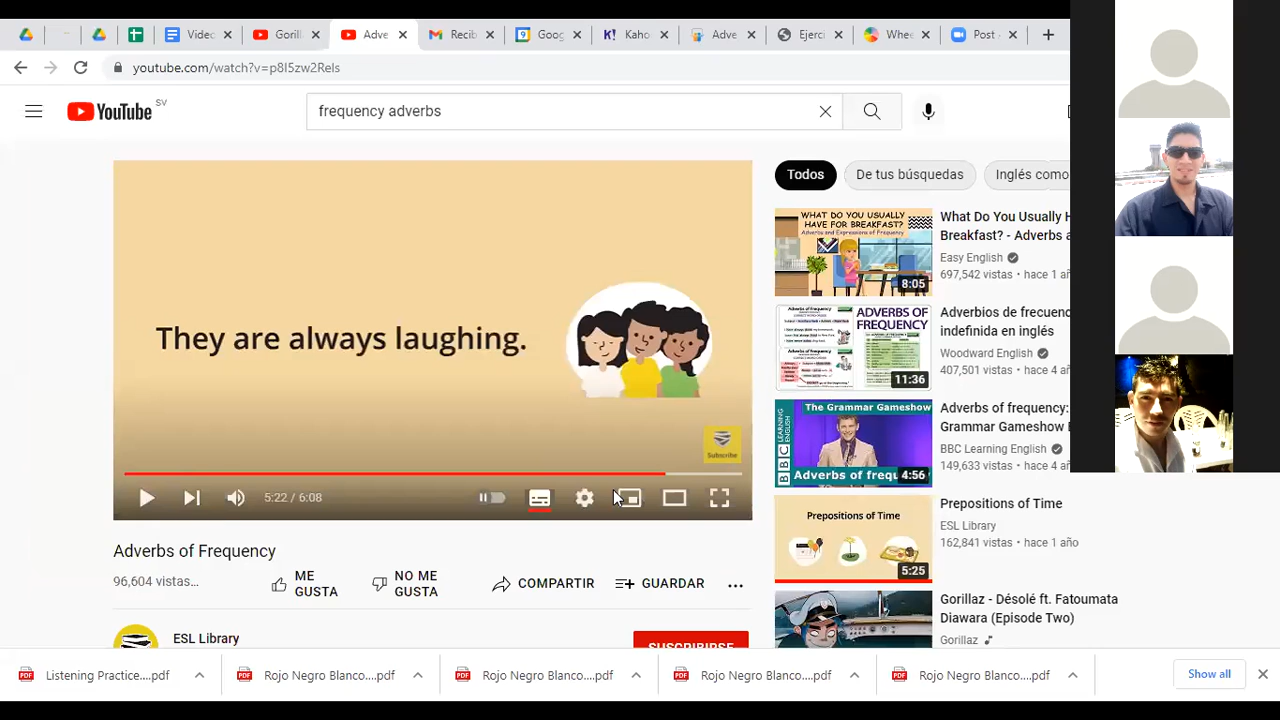 Video
Gorill
Adve
Recib
Goog
Kaho
Adve
Ejerci
Whee
Post A
youtube.com/watch?v=p8I5zw2ReIs
YouTube SV
frequency adverbs
They are always laughing.
Subscribe
5:22 / 6:08
Adverbs of Frequency
96,604 vistas...
ME GUSTA
NO ME GUSTA
COMPARTIR
GUARDAR
ESL Library
SUSCRIBIRSE
Todos
De tus búsquedas
Inglés como
WHAT DO YOU USUALLY
HAVE FOR BREAKFAST?
Adverbs and Expressions of Frequency
8:05
What Do You Usually H
Breakfast? - Adverbs a
Easy English
697,542 vistas • hace 1 añ
ADVERBS OF
FREQUENCY
11:36
Adverbios de frecuenc
indefinida en inglés
Woodward English
407,501 vistas • hace 4 a
The Grammar Gameshow
BBC LEARNING ENGLISH
Adverbs of frequ
4:56
Adverbs of frequency:
Grammar Gameshow E
BBC Learning English
149,633 vistas • hace 4 a
Prepositions of Time
5:25
Prepositions of Time
ESL Library
162,841 vistas • hace 1 año
Gorillaz - Désolé ft. Fatoumata
Diawara (Episode Two)
Gorillaz
Listening Practice....pdf
Rojo Negro Blanco....pdf
Rojo Negro Blanco....pdf
Rojo Negro Blanco....pdf
Rojo Negro Blanco....pdf
Show all